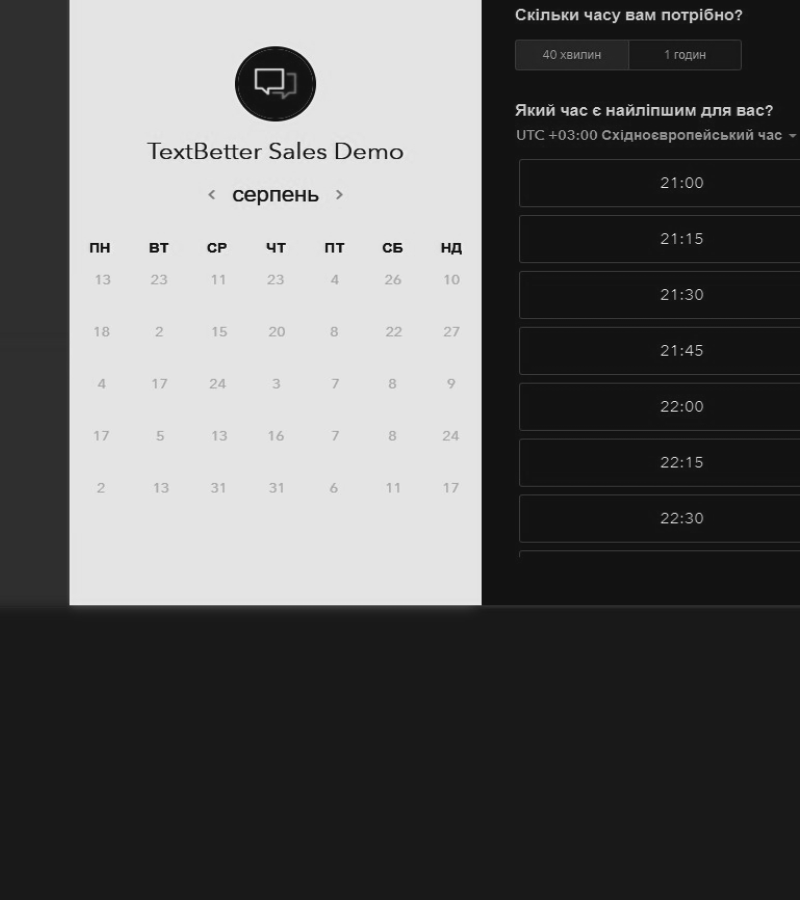 TextBetter Sales Demo
серпень
ПН ВТ СР ЧТ ПТ СБ НД
13 23 11 23 4 26 10
18 2 15 20 8 22 27
4 17 24 3 7 8 9
17 5 13 16 7 8 24
2 13 31 31 6 11 17
Скільки часу вам потрібно?
40 хвилин 1 годин
Який час є найліпшим для вас?
UTC +03:00 Східноєвропейський час
21:00
21:15
21:30
21:45
22:00
22:15
22:30